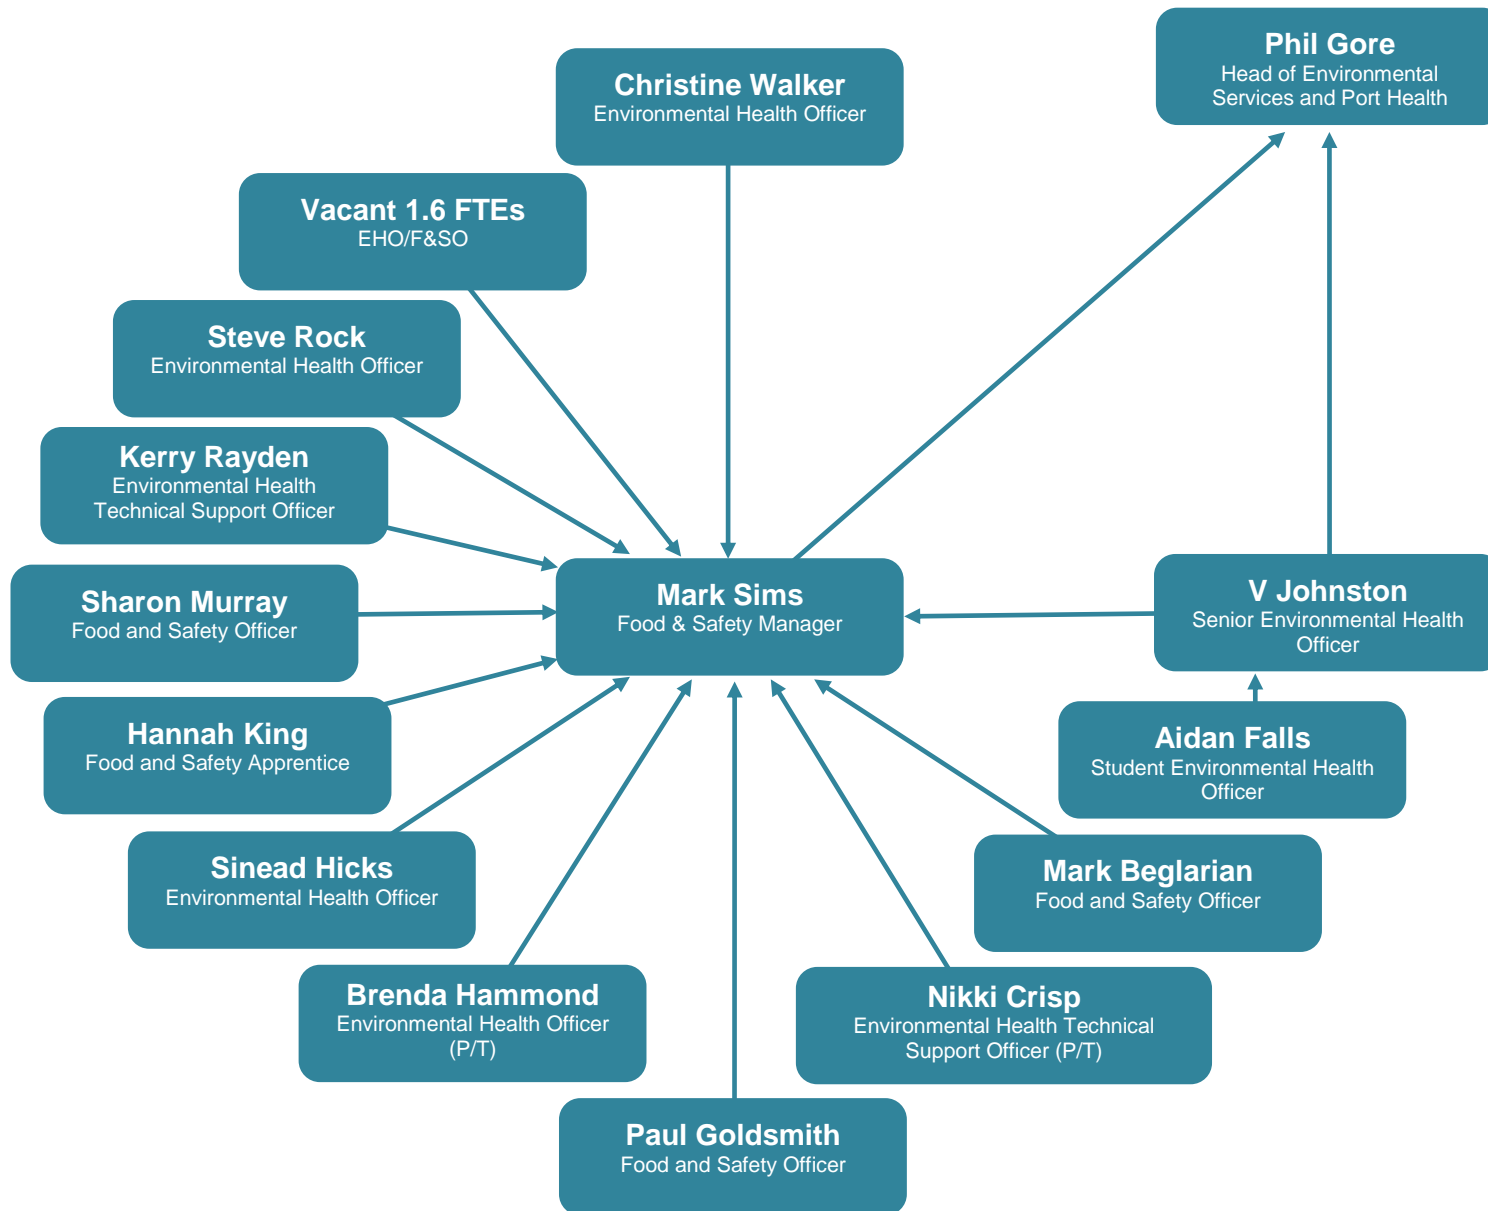 Phil Gore
Head of Environmental
Services and Port Health
Christine Walker
Environmental Health Officer
Vacant 1.6 FTEs
EHO/F&SO
Steve Rock
Environmental Health Officer
Kerry Rayden
Environmental Health
Technical Support Officer
Sharon Murray
Food and Safety Officer
Mark Sims
Food & Safety Manager
V Johnston
Senior Environmental Health
Officer
Hannah King
Food and Safety Apprentice
Aidan Falls
Student Environmental Health
Officer
Sinead Hicks
Environmental Health Officer
Mark Beglarian
Food and Safety Officer
Brenda Hammond
Environmental Health Officer
(P/T)
Nikki Crisp
Environmental Health Technical
Support Officer (P/T)
Paul Goldsmith
Food and Safety Officer